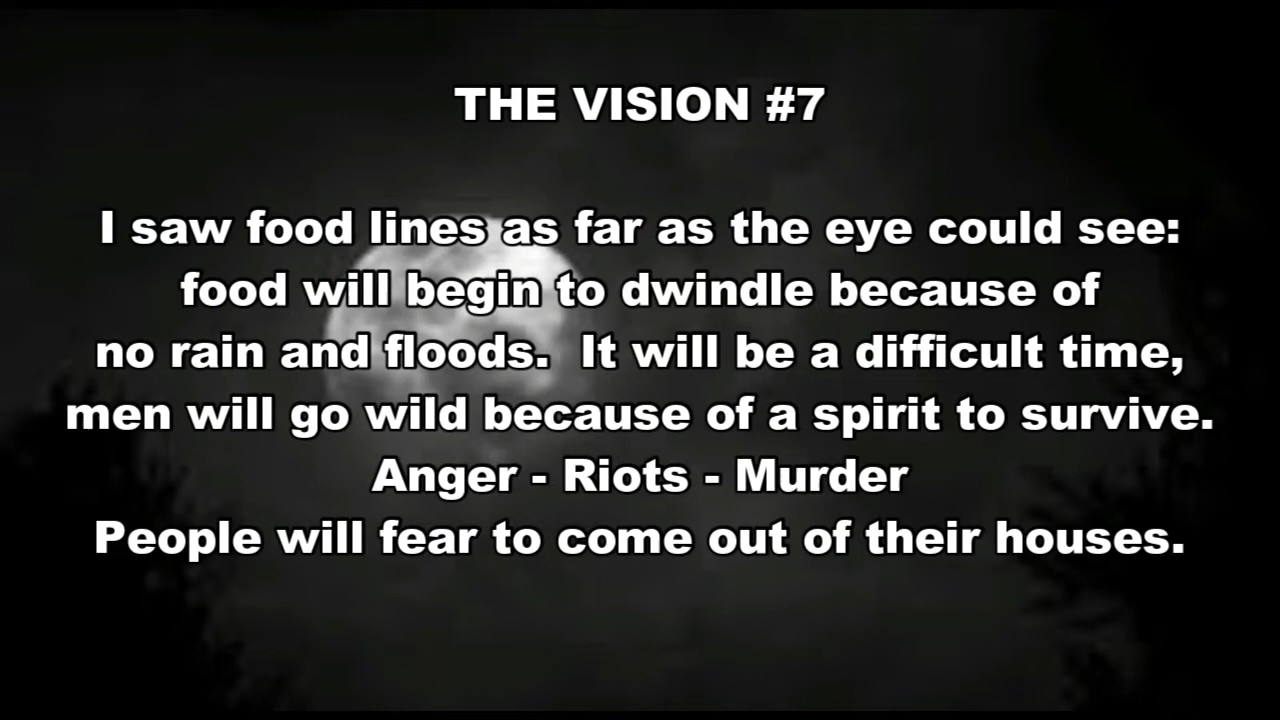 THE VISION #7
I saw food lines as far as the eye could see:
food will begin to dwindle because of
no rain and floods.  It will be a difficult time,
men will go wild because of a spirit to survive.
Anger - Riots - Murder
People will fear to come out of their houses.